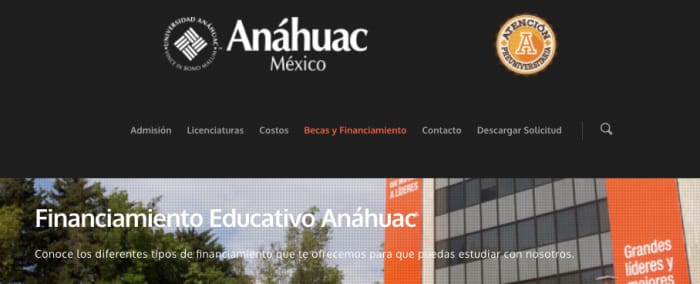 UNIVERSIDAD ANÁHUAC
VINCE IN BONO MALUM
Anáhuac
México
ATENCIÓN
A
PREUNIVERSITARIA
Admisión Licenciaturas Costos Becas y Financiamiento Contacto Descargar Solicitud
A LÍDERES
Financiamiento Educativo Anáhuac
Conoce los diferentes tipos de financiamiento que te ofrecemos para que puedas estudiar con nosotros.
Grandes
líderes y
mejores